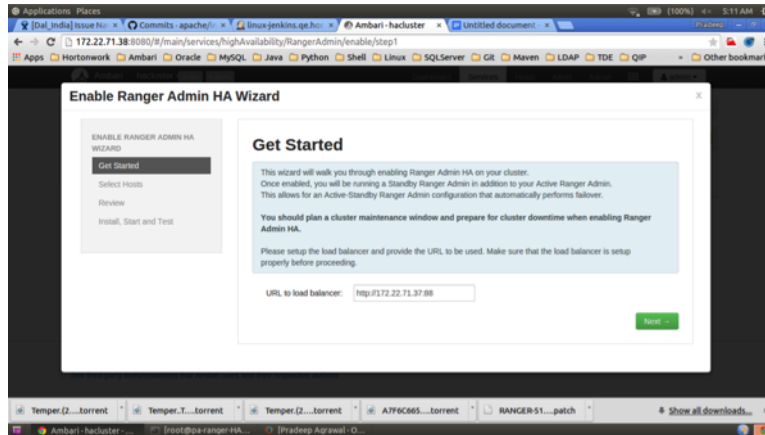 Applications Places
(100%)
5:11 AM
[Dal_India] Issue Nav
Commits · apache/
linux-jenkins.qe.ho
Ambari - hacluster
Untitled document -
Pradeep
172.22.71.38:8080/#/main/services/highAvailability/RangerAdmin/enable/step1
Apps Hortonwork Ambari Oracle MySQL Java Python Shell Linux SQLServer Git Maven LDAP TDE QIP » Other bookmar
Enable Ranger Admin HA Wizard
x
ENABLE RANGER ADMIN HA
WIZARD
Get Started
Select Hosts
Review
Install, Start and Test
Get Started
This wizard will walk you through enabling Ranger Admin HA on your cluster.
Once enabled, you will be running a Standby Ranger Admin in addition to your Active Ranger Admin.
This allows for an Active-Standby Ranger Admin configuration that automatically performs failover.
You should plan a cluster maintenance window and prepare for cluster downtime when enabling Ranger
Admin HA.
Please setup the load balancer and provide the URL to be used. Make sure that the load balancer is setup
properly before proceeding.
URL to load balancer: http://172.22.71.37:88
Next →
Temper.(2....torrent
Temper..T....torrent
Temper.(2....torrent
A7F6C665....torrent
RANGER-51....patch
Show all downloads...
Ambari - hacluster - ...
[root@pa-ranger-HA...
[Pradeep Agrawal - O...